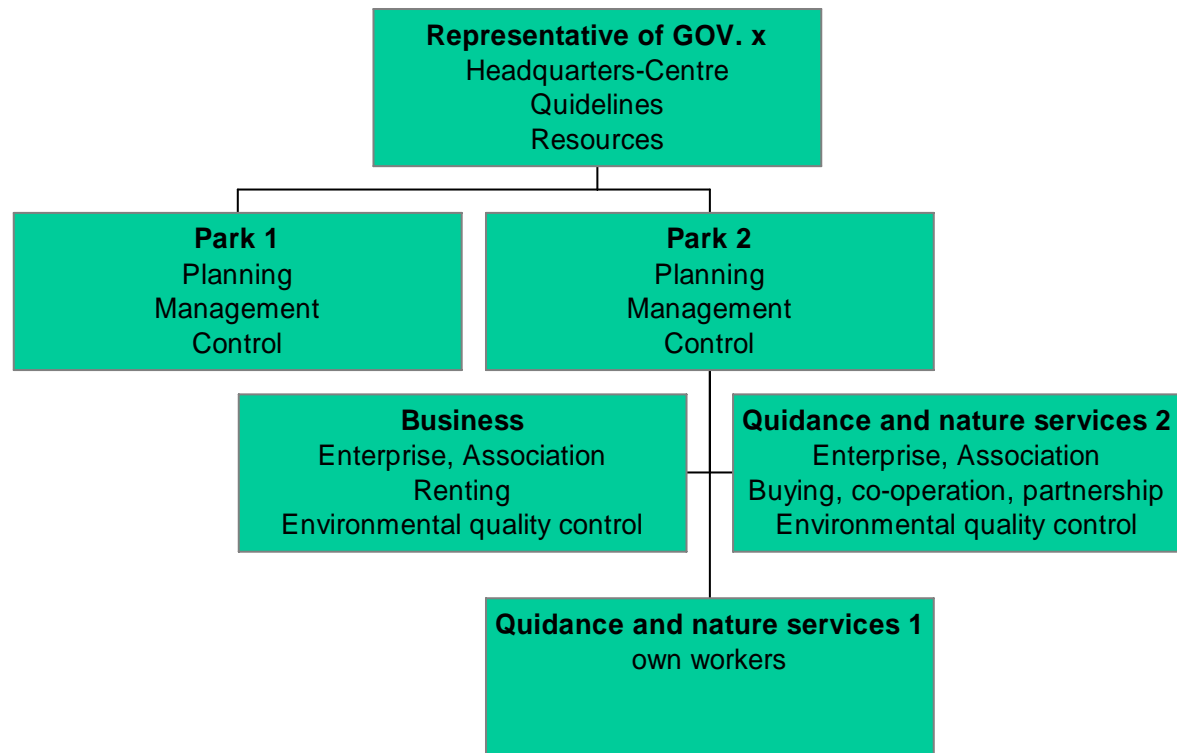 Representative of GOV. x
Headquarters-Centre
Quidelines
Resources
Park 1
Planning
Management
Control
Park 2
Planning
Management
Control
Business
Enterprise, Association
Renting
Environmental quality control
Quidance and nature services 2
Enterprise, Association
Buying, co-operation, partnership
Environmental quality control
Quidance and nature services 1
own workers